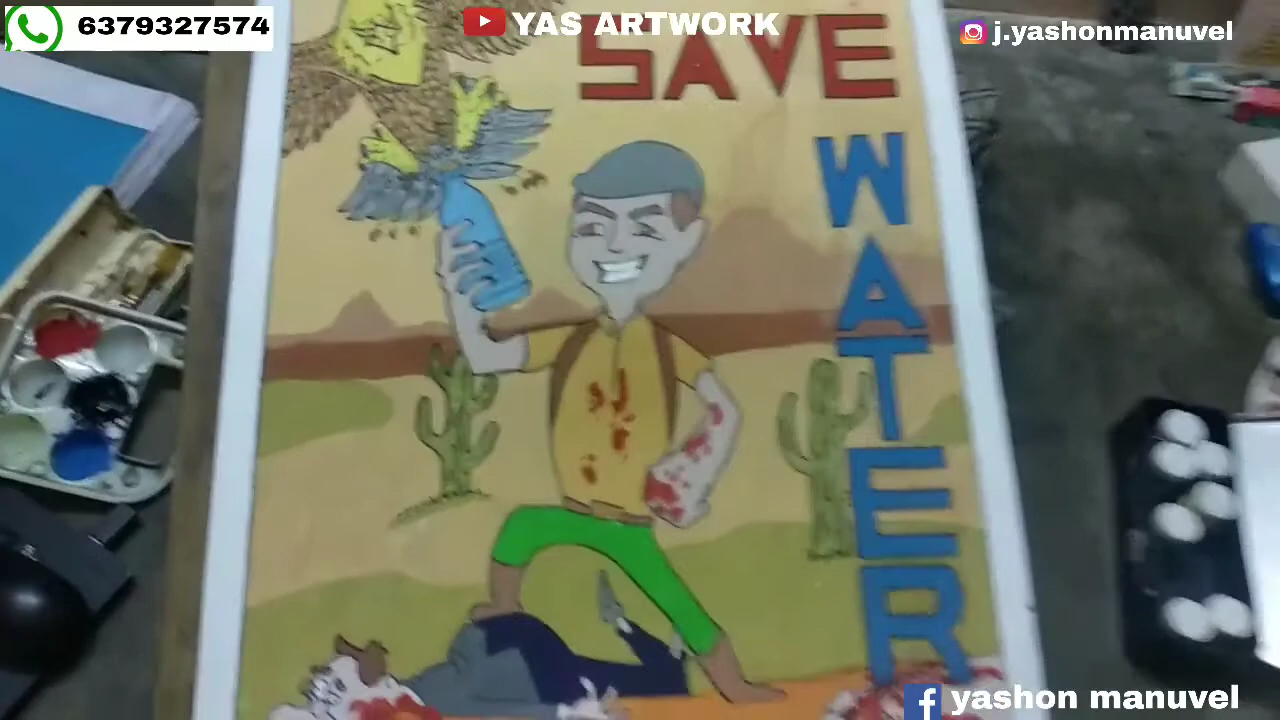 6379327574
YAS ARTWORK
j.yashonmanuvel
SAVE
WATER
yashon manuvel